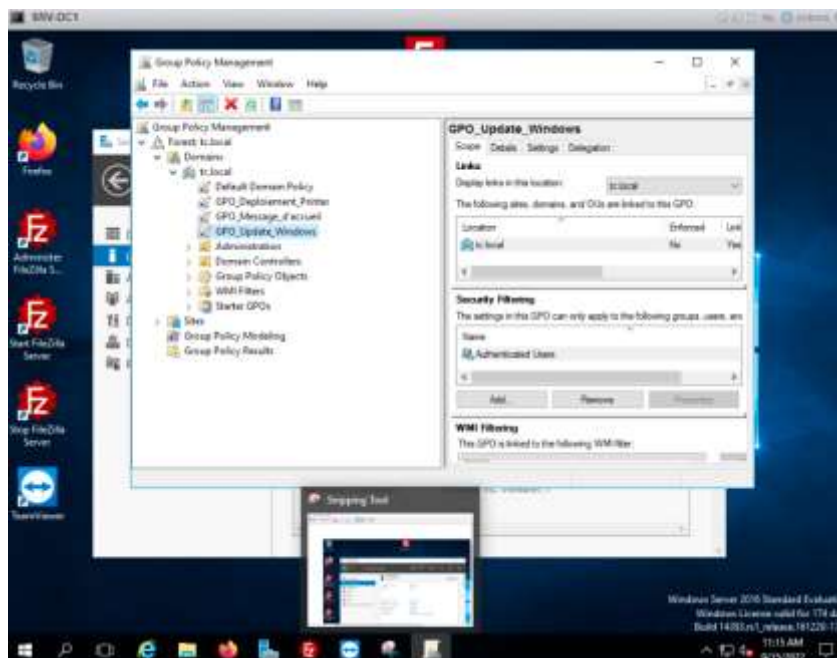 SRV-DC1
Recycle Bin
Firefox
Administer
FileZilla S...
Start FileZilla
Server
Stop FileZilla
Server
TeamViewer
Group Policy Management
File Action View Window Help
Group Policy Management
Forest: tc.local
Domains
tc.local
Default Domain Policy
GPO_Deploiement_Printer
GPO_Message_d'accueil
GPO_Update_Windows
Administration
Domain Controllers
Group Policy Objects
WMI Filters
Starter GPOs
Sites
Group Policy Modeling
Group Policy Results
GPO_Update_Windows
Scope Details Settings Delegation
Links
Display links in this location: tc.local
The following sites, domains, and OUs are linked to this GPO:
Location Enforced Link
tc.local No Yes
Security Filtering
The settings in this GPO can only apply to the following groups, users, and
Name
Authenticated Users
Add... Remove Properties
WMI Filtering
This GPO is linked to the following WMI filter:
Snipping Tool
Windows Server 2016 Standard Evaluat
Windows License valid for 174 da
11:15 AM